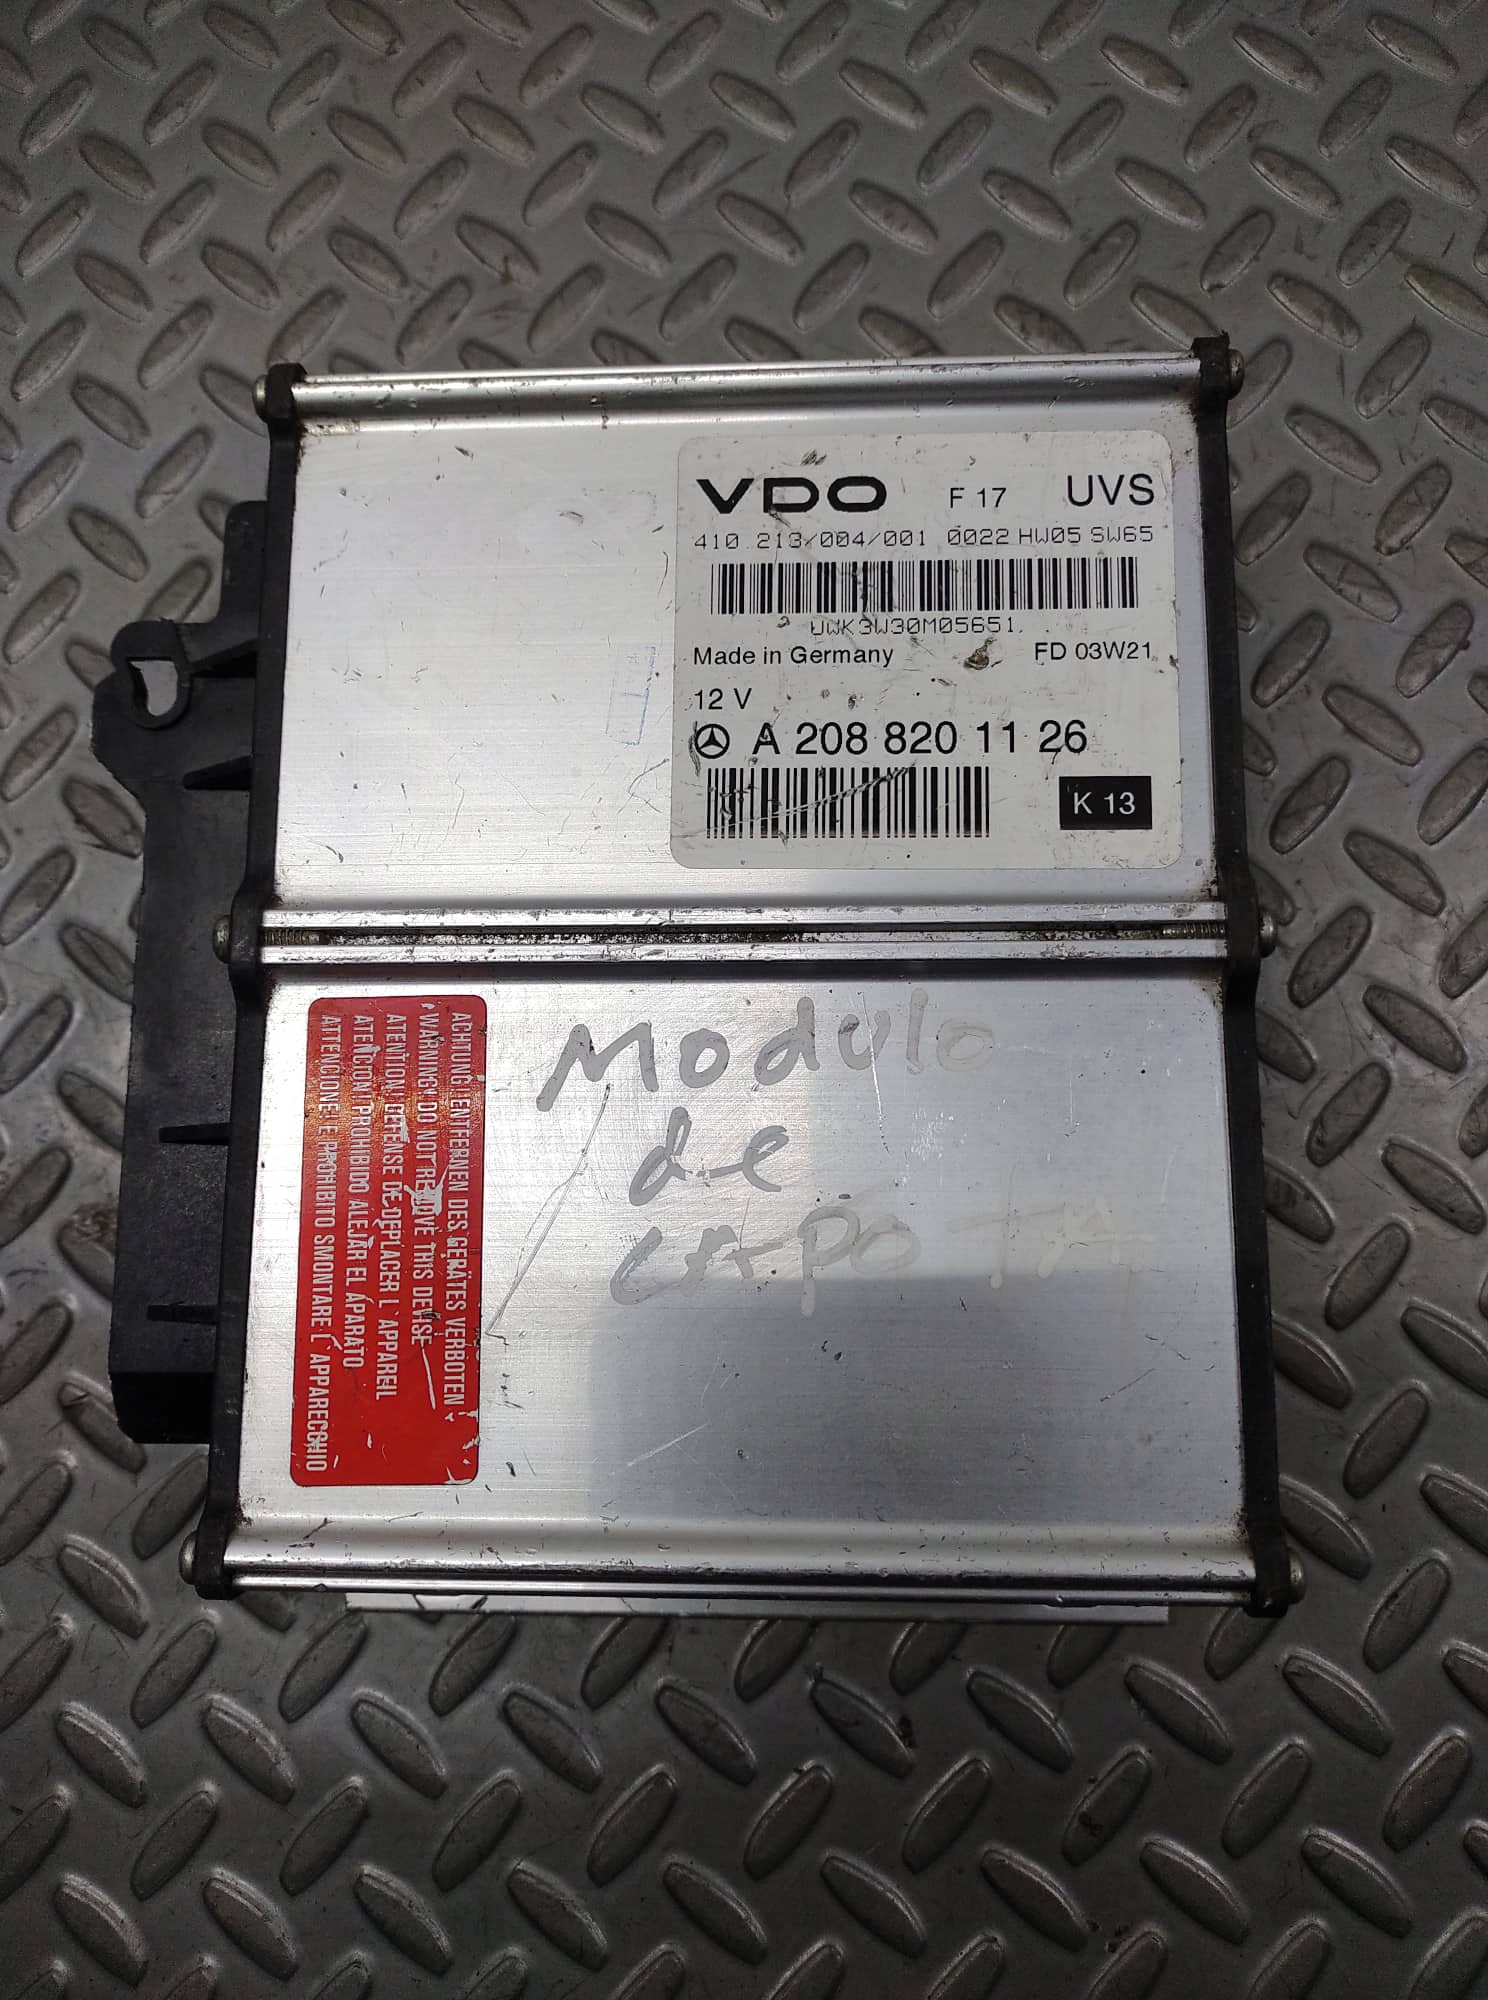 VDO F 17 UVS
410.213/004/001 0022 HW05 SW65
UWK3W30M05651
Made in Germany FD 03W21
12 V
A 208 820 11 26
K 13
ACHTUNG! ENTFERNEN DES GERÄTES VERBOTEN!
WARNING! DO NOT REMOVE THIS DEVISE
ATENTION! DEFENSE DE DEPLACER L'APPAREIL
ATENCION! PROHIBIDO ALEJAR EL APARATO
ATTENCIONE! E PROHIBITO SMONTARE L'APPARECCHIO
Modulo
de